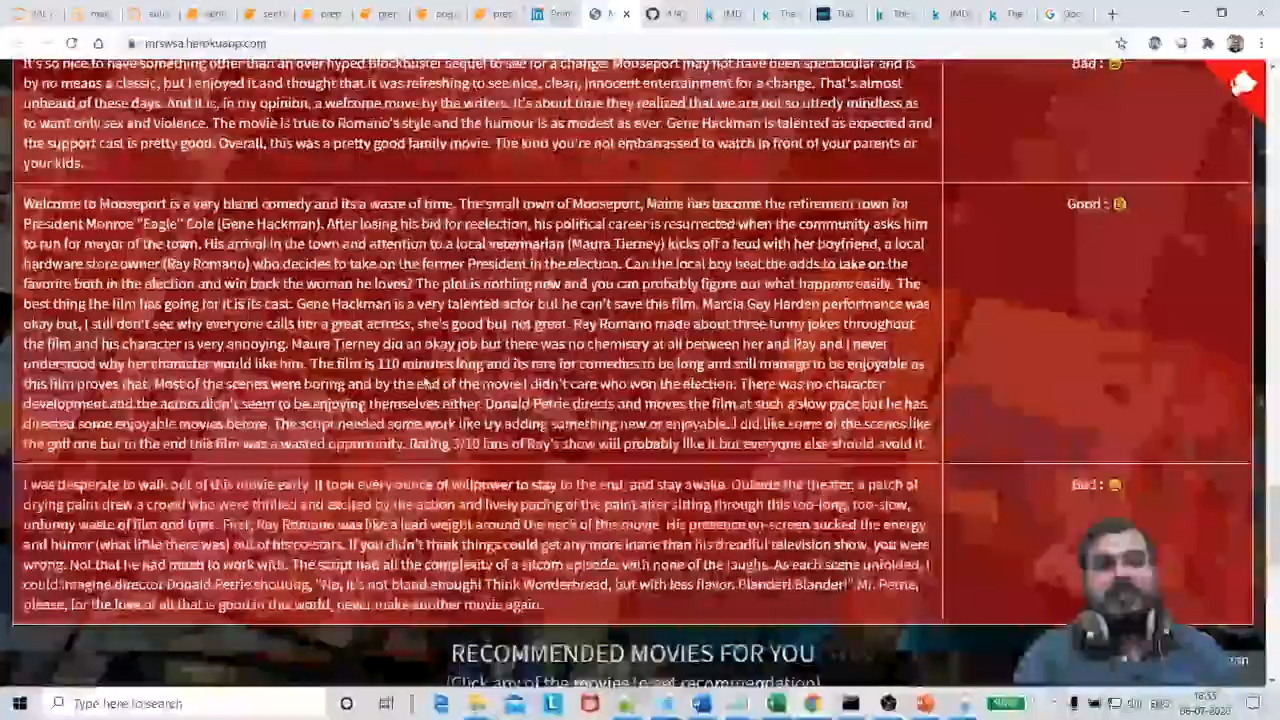 mrswsa.herokuapp.com
It's so nice to have something other than an over hyped blockbuster sequel to see for a change. Mooseport may not have been spectacular and is
by no means a classic, but I enjoyed it and thought that it was refreshing to see nice, clean, innocent entertainment for a change. That's almost
unheard of these days. And it is, in my opinion, a welcome move by the writers. It's about time they realized that we are not so utterly mindless as
to want only sex and violence. The movie is true to Romano's style and the humour is as modest as ever. Gene Hackman is talented as expected and
the support cast is pretty good. Overall, this was a pretty good family movie. The kind you're not embarrassed to watch in front of your parents or
your kids.
Bad :
Welcome to Mooseport is a very bland comedy and its a waste of time. The small town of Mooseport, Maine has become the retirement town for
President Monroe "Eagle" Cole (Gene Hackman). After losing his bid for reelection, his political career is resurrected when the community asks him
to run for mayor of the town. His arrival in the town and attention to a local veterinarian (Maura Tierney) kicks off a feud with her boyfriend, a local
hardware store owner (Ray Romano) who decides to take on the former President in the election. Can the local boy beat the odds to take on the
favorite both in the election and win back the woman he loves? The plot is nothing new and you can probably figure out what happens easily. The
best thing the film has going for it is its cast. Gene Hackman is a very talented actor but he can't save this film. Marcia Gay Harden performance was
okay but, I still don't see why everyone calls her a great actress, she's good but not great. Ray Romano made about three funny jokes throughout
the film and his character is very annoying. Maura Tierney did an okay job but there was no chemistry at all between her and Ray and I never
understood why her character would like him. The film is 110 minutes long and its rare for comedies to be long and still manage to be enjoyable as
this film proves that. Most of the scenes were boring and by the end of the movie I didn't care who won the election. There was no character
development and the actors didn't seem to be enjoying themselves either. Donald Petrie directs and moves the film at such a slow pace but he has
directed some enjoyable movies before. The script needed some work like try adding something new or enjoyable. I did like some of the scenes like
the golf one but in the end this film was a wasted opportunity. Rating 3/10 fans of Ray's show will probably like it but everyone else should avoid it
Good :
I was desperate to walk out of this movie early. It took every ounce of willpower to stay to the end, and stay awake. Outside the theater, a patch of
drying paint drew a crowd who were thrilled and excited by the action and lively pacing of the paint after sitting through this too-long, too-slow,
unfunny waste of film and time. First, Ray Romano was like a lead weight around the neck of this movie. His presence on-screen sucked the energy
and humor (what little there was) out of his co-stars. If you didn't think things could get any more inane than his dreadful television show, you were
wrong. Not that he had much to work with. The script had all the complexity of a sitcom episode, with none of the laughs. As each scene unfolded, I
could imagine director Donald Petrie shouting, "No, it's not bland enough! Think Wonderbread, but with less flavor. Blander! Blander!" Mr. Petrie,
please, for the love of all that is good in this world, never make another movie again.
Bad :
RECOMMENDED MOVIES FOR YOU
(Click any of the movies to get recommendation)
Type here to search
18:55
06-07-2020